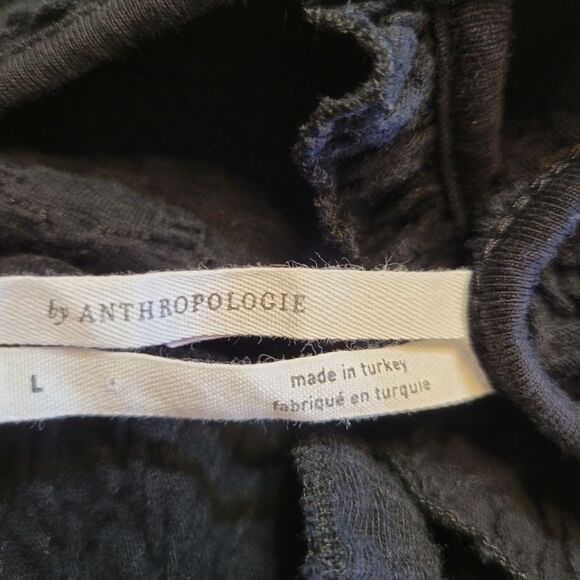 by ANTHROPOLOGIE
L
made in turkey
fabriqué en turquie